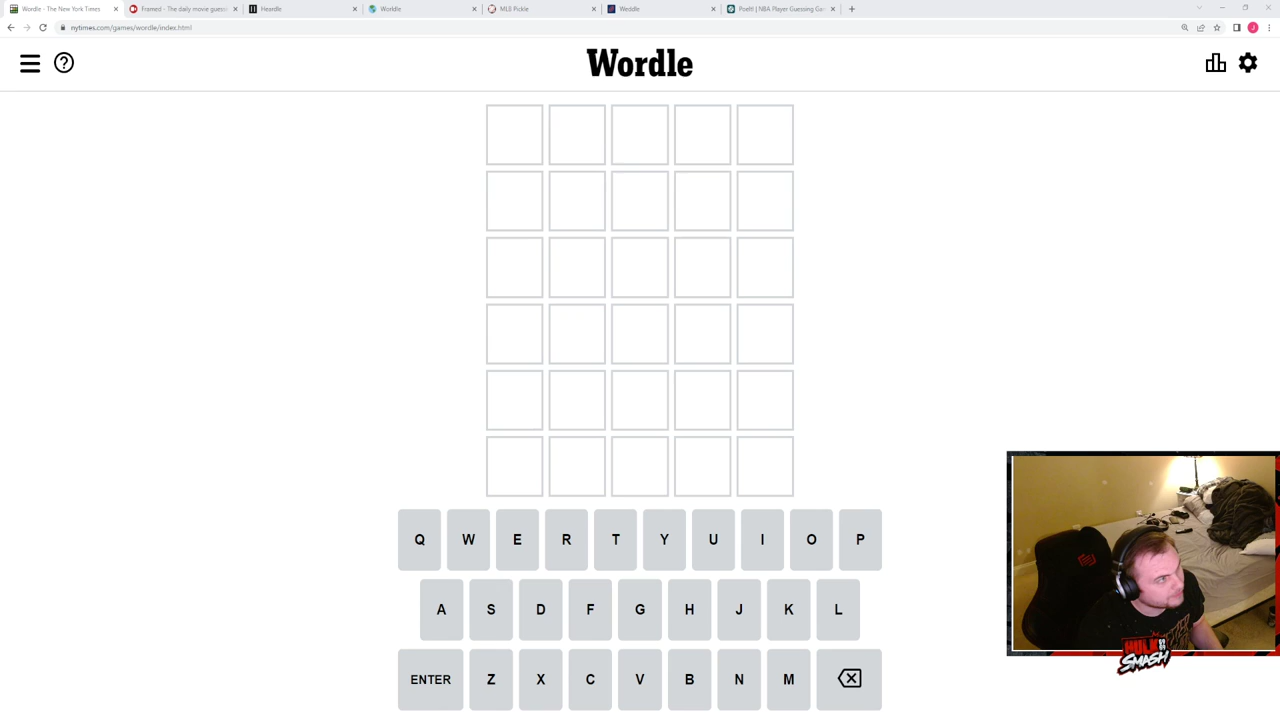 Wordle - The New York Times
Framed - The daily movie guess
Heardle
Worldle
MLB Pickle
Weddle
Poeltl | NBA Player Guessing Ga
nytimes.com/games/wordle/index.html
J
Wordle
Q W E R T Y U I O P
A S D F G H J K L
ENTER Z X C V B N M
HULK
SMASH